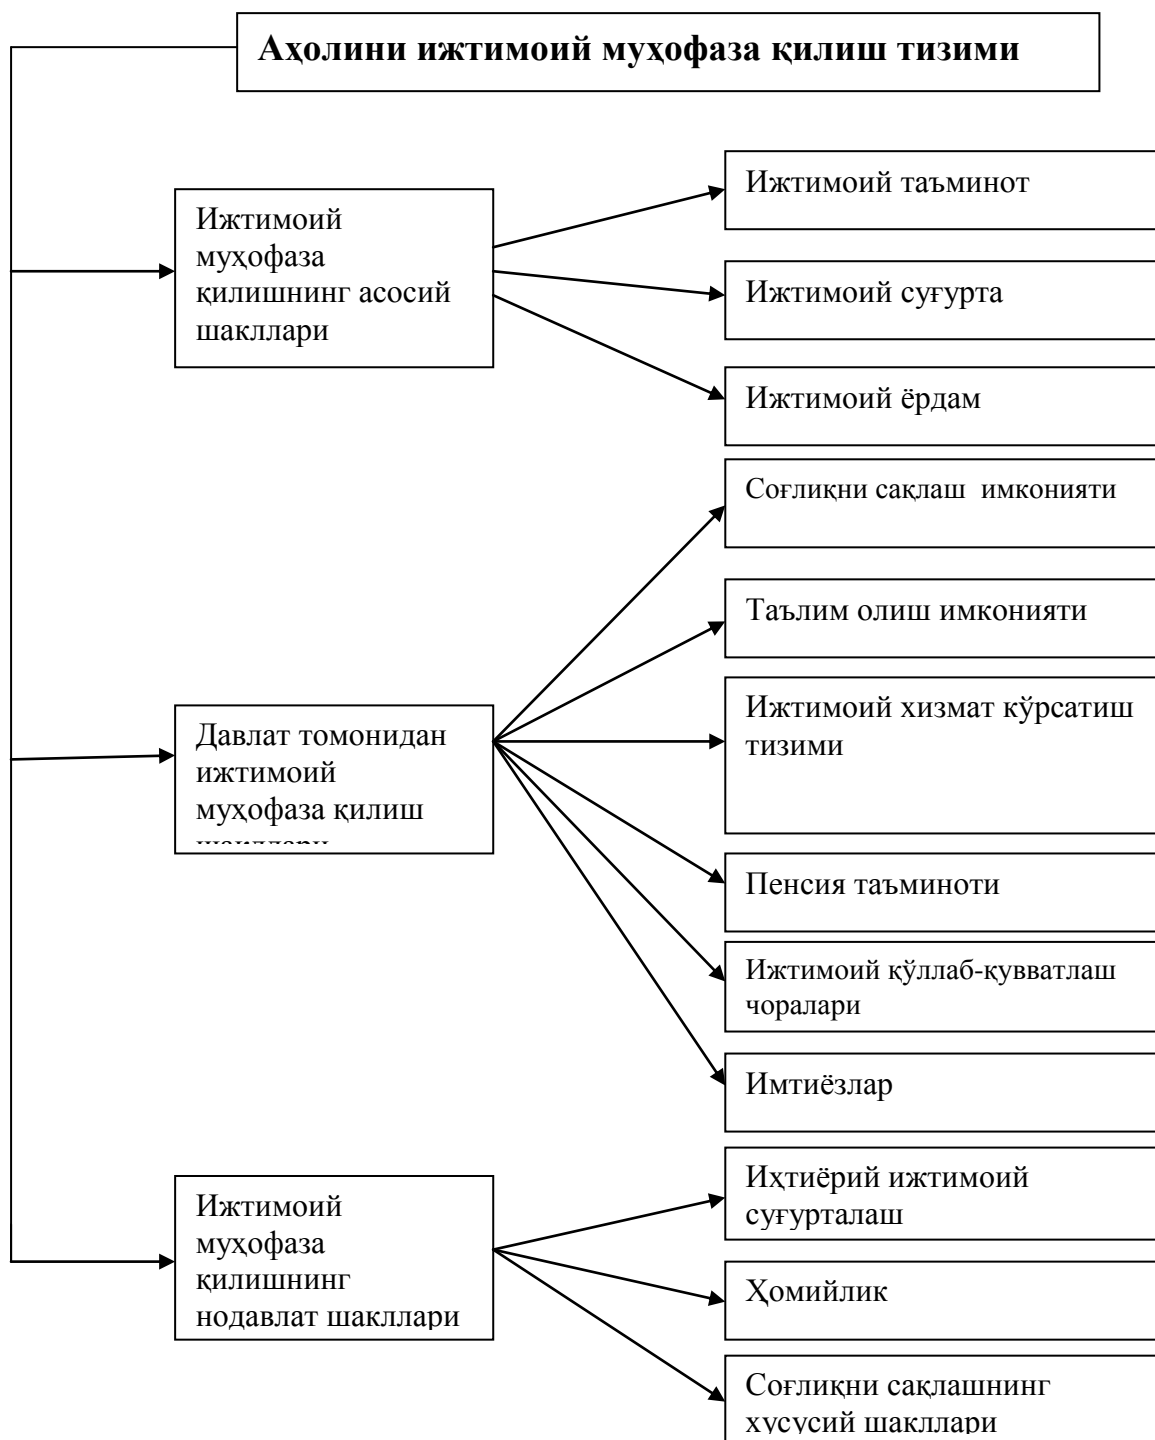 Аҳолини ижтимоий муҳофаза қилиш тизими
Ижтимоий
муҳофаза
қилишнинг асосий
шакллари
Ижтимоий таъминот
Ижтимоий суғурта
Ижтимоий ёрдам
Давлат томонидан
ижтимоий
муҳофаза қилиш
шакллари
Соғлиқни сақлаш имконияти
Таълим олиш имконияти
Ижтимоий хизмат кўрсатиш
тизими
Пенсия таъминоти
Ижтимоий қўллаб-қувватлаш
чоралари
Имтиёзлар
Ижтимоий
муҳофаза
қилишнинг
нодавлат шакллари
Иҳтиёрий ижтимоий
суғурталаш
Ҳомийлик
Соғлиқни сақлашнинг
хусусий шакллари